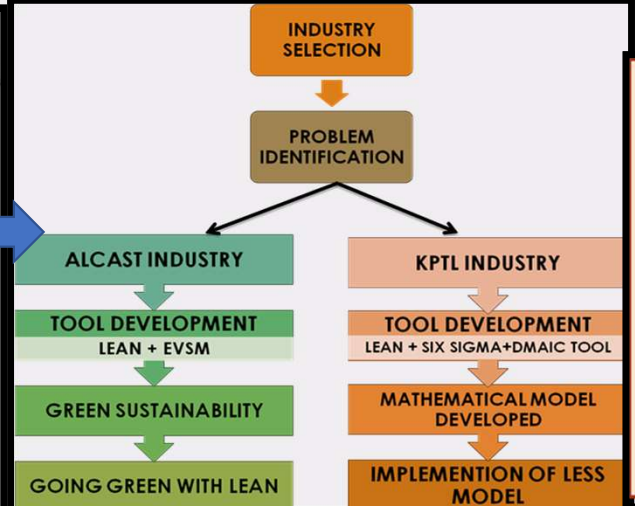 INDUSTRY
SELECTION
PROBLEM
IDENTIFICATION
ALCAST INDUSTRY
TOOL DEVELOPMENT
LEAN + EVSM
GREEN SUSTAINABILITY
GOING GREEN WITH LEAN
KPTL INDUSTRY
TOOL DEVELOPMENT
LEAN + SIX SIGMA+DMAIC TOOL
MATHEMATICAL MODEL
DEVELOPED
IMPLEMENTION OF LESS
MODEL